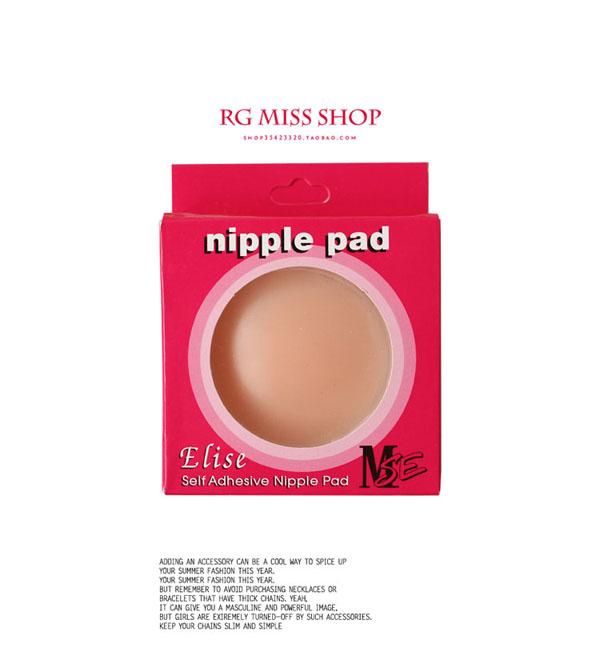 RG MISS SHOP
SHOP35423320.TAOBAO.COM
nipple pad
Elise
Self Adhesive Nipple Pad
MSE
ADDING AN ACCESSORY CAN BE A COOL WAY TO SPICE UP
YOUR SUMMER FASHION THIS YEAR.
YOUR SUMMER FASHION THIS YEAR.
BUT REMEMBER TO AVOID PURCHASING NECKLACES OR
BRACELETS THAT HAVE THICK CHAINS. YEAH,
IT CAN GIVE YOU A MASCULINE AND POWERFUL IMAGE,
BUT GIRLS ARE EXTREMELY TURNED-OFF BY SUCH ACCESSORIES.
KEEP YOUR CHAINS SLIM AND SIMPLE